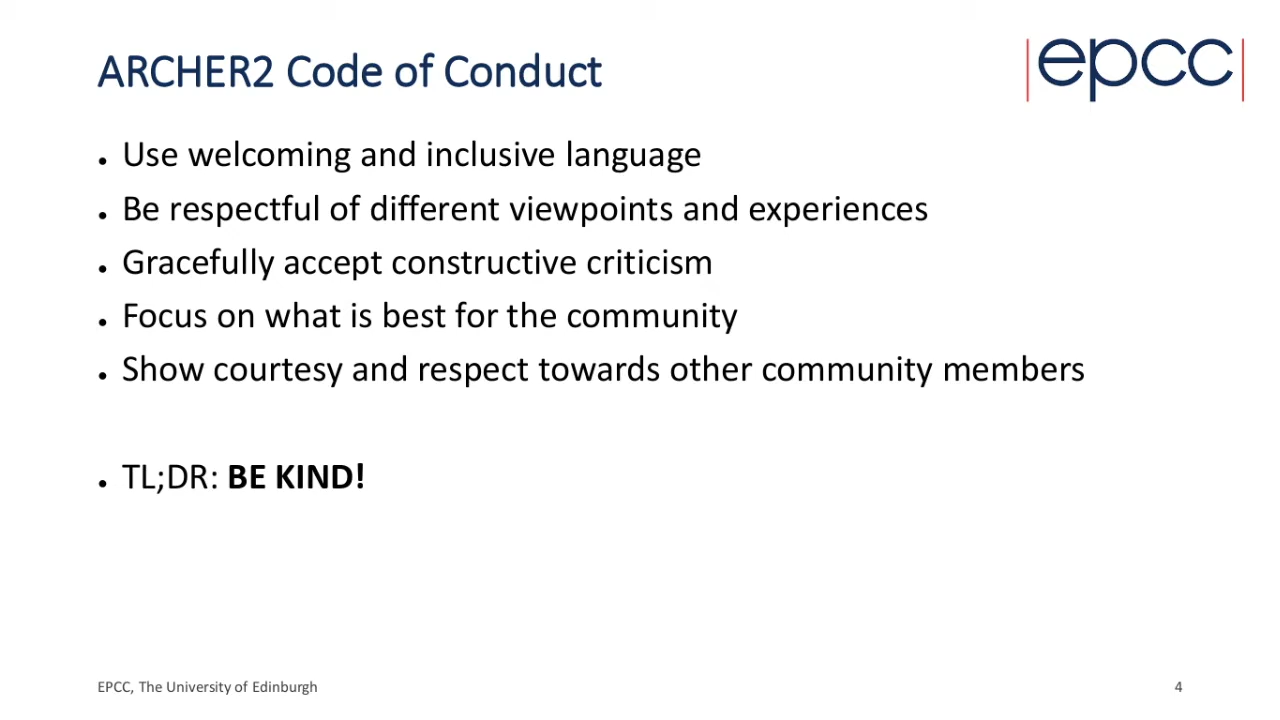 ARCHER2 Code of Conduct
|epcc|
• Use welcoming and inclusive language
• Be respectful of different viewpoints and experiences
• Gracefully accept constructive criticism
• Focus on what is best for the community
• Show courtesy and respect towards other community members
• TL;DR: BE KIND!
EPCC, The University of Edinburgh
4